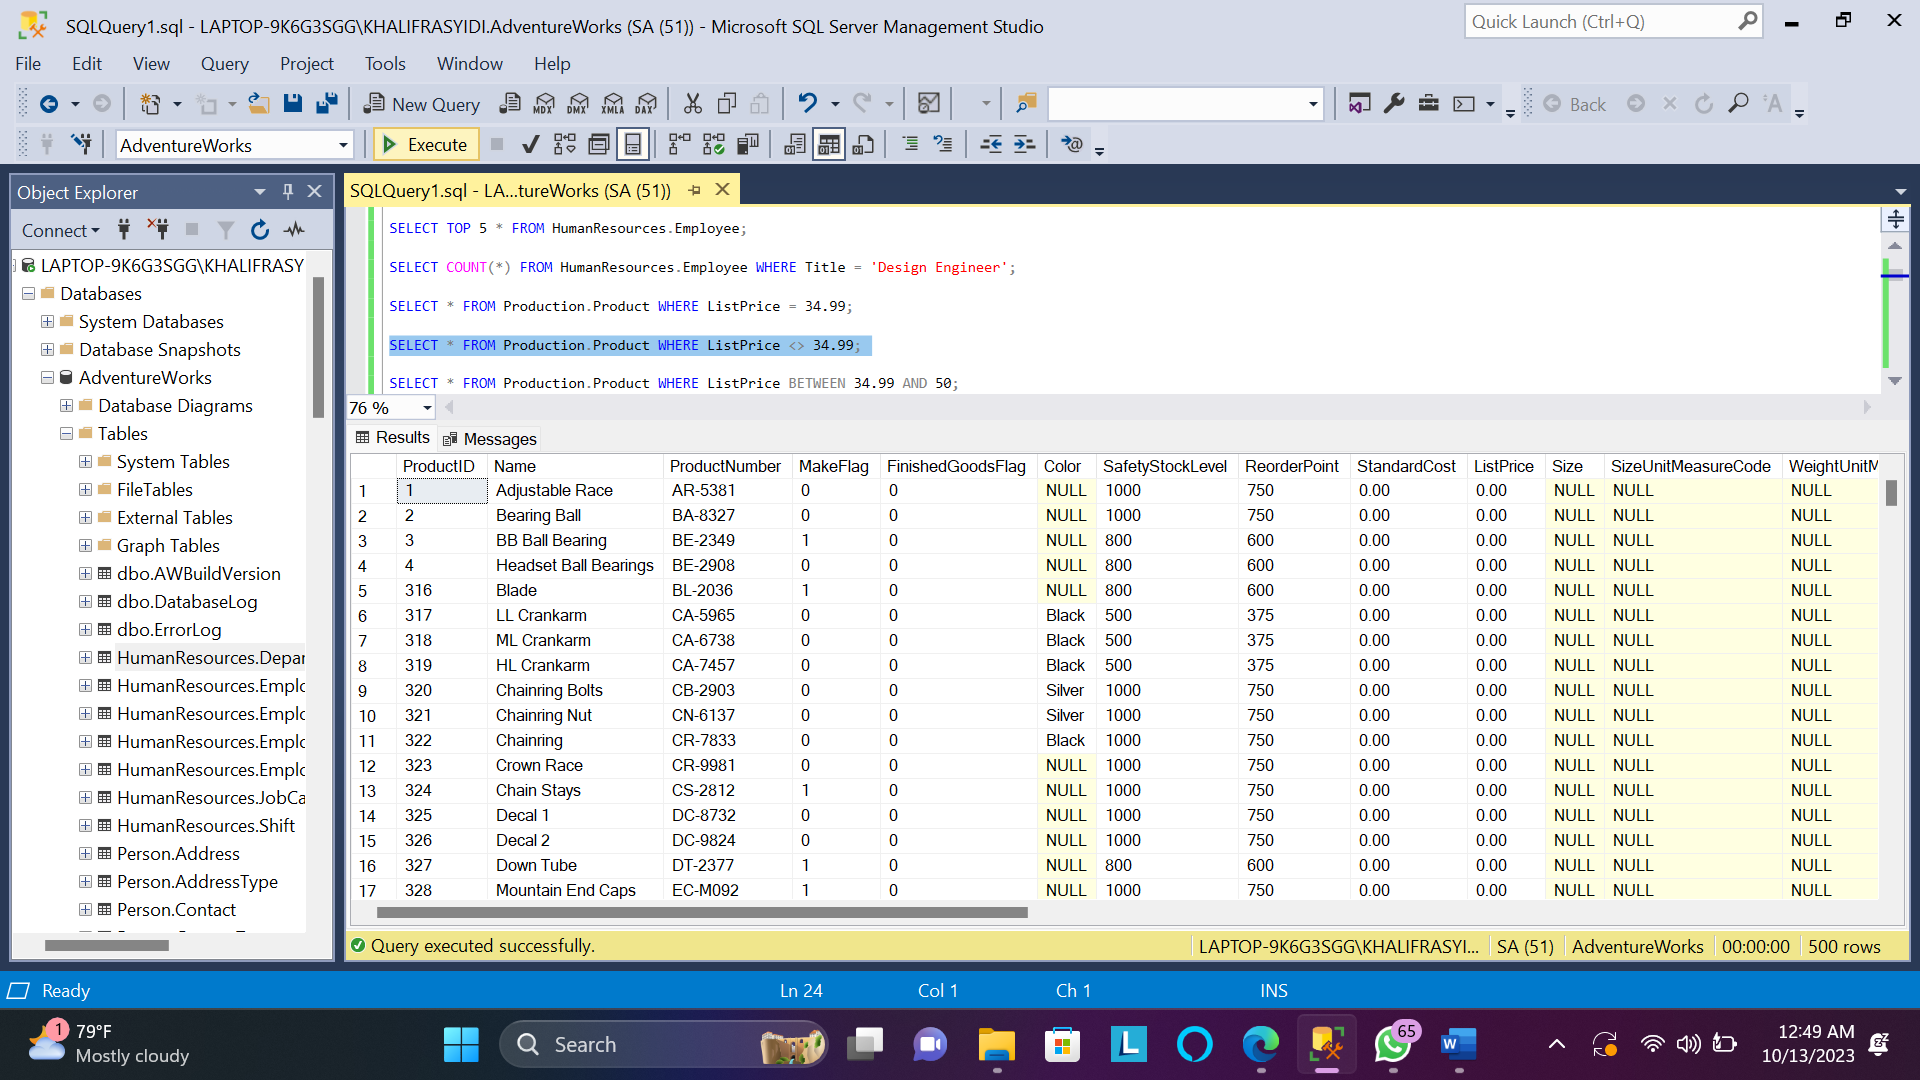 SQLQuery1.sql - LAPTOP-9K6G3SGG\KHALIFRASYIDI.AdventureWorks (SA (51)) - Microsoft SQL Server Management Studio
Quick Launch (Ctrl+Q)
File Edit View Query Project Tools Window Help
New Query MDX DMX XMLA DAX Back
AdventureWorks Execute
Object Explorer
SQLQuery1.sql - LA...tureWorks (SA (51))
Connect
LAPTOP-9K6G3SGG\KHALIFRASY
Databases
System Databases
Database Snapshots
AdventureWorks
Database Diagrams
Tables
System Tables
FileTables
External Tables
Graph Tables
dbo.AWBuildVersion
dbo.DatabaseLog
dbo.ErrorLog
HumanResources.Depar
HumanResources.Emplo
HumanResources.Emplo
HumanResources.Emplo
HumanResources.Emplo
HumanResources.JobCa
HumanResources.Shift
Person.Address
Person.AddressType
Person.Contact
SELECT TOP 5 * FROM HumanResources.Employee;
SELECT COUNT(*) FROM HumanResources.Employee WHERE Title = 'Design Engineer';
SELECT * FROM Production.Product WHERE ListPrice = 34.99;
SELECT * FROM Production.Product WHERE ListPrice <> 34.99;
SELECT * FROM Production.Product WHERE ListPrice BETWEEN 34.99 AND 50;
76 %
Results Messages
ProductID Name ProductNumber MakeFlag FinishedGoodsFlag Color SafetyStockLevel ReorderPoint StandardCost ListPrice Size SizeUnitMeasureCode WeightUnitM
1 1 Adjustable Race AR-5381 0 0 NULL 1000 750 0.00 0.00 NULL NULL NULL
2 2 Bearing Ball BA-8327 0 0 NULL 1000 750 0.00 0.00 NULL NULL NULL
3 3 BB Ball Bearing BE-2349 1 0 NULL 800 600 0.00 0.00 NULL NULL NULL
4 4 Headset Ball Bearings BE-2908 0 0 NULL 800 600 0.00 0.00 NULL NULL NULL
5 316 Blade BL-2036 1 0 NULL 800 600 0.00 0.00 NULL NULL NULL
6 317 LL Crankarm CA-5965 0 0 Black 500 375 0.00 0.00 NULL NULL NULL
7 318 ML Crankarm CA-6738 0 0 Black 500 375 0.00 0.00 NULL NULL NULL
8 319 HL Crankarm CA-7457 0 0 Black 500 375 0.00 0.00 NULL NULL NULL
9 320 Chainring Bolts CB-2903 0 0 Silver 1000 750 0.00 0.00 NULL NULL NULL
10 321 Chainring Nut CN-6137 0 0 Silver 1000 750 0.00 0.00 NULL NULL NULL
11 322 Chainring CR-7833 0 0 Black 1000 750 0.00 0.00 NULL NULL NULL
12 323 Crown Race CR-9981 0 0 NULL 1000 750 0.00 0.00 NULL NULL NULL
13 324 Chain Stays CS-2812 1 0 NULL 1000 750 0.00 0.00 NULL NULL NULL
14 325 Decal 1 DC-8732 0 0 NULL 1000 750 0.00 0.00 NULL NULL NULL
15 326 Decal 2 DC-9824 0 0 NULL 1000 750 0.00 0.00 NULL NULL NULL
16 327 Down Tube DT-2377 1 0 NULL 800 600 0.00 0.00 NULL NULL NULL
17 328 Mountain End Caps EC-M092 1 0 NULL 1000 750 0.00 0.00 NULL NULL NULL
Query executed successfully. LAPTOP-9K6G3SGG\KHALIFRASYI... SA (51) AdventureWorks 00:00:00 500 rows
Ready Ln 24 Col 1 Ch 1 INS
1 79°F
Mostly cloudy
Search
L
65
W
12:49 AM
10/13/2023